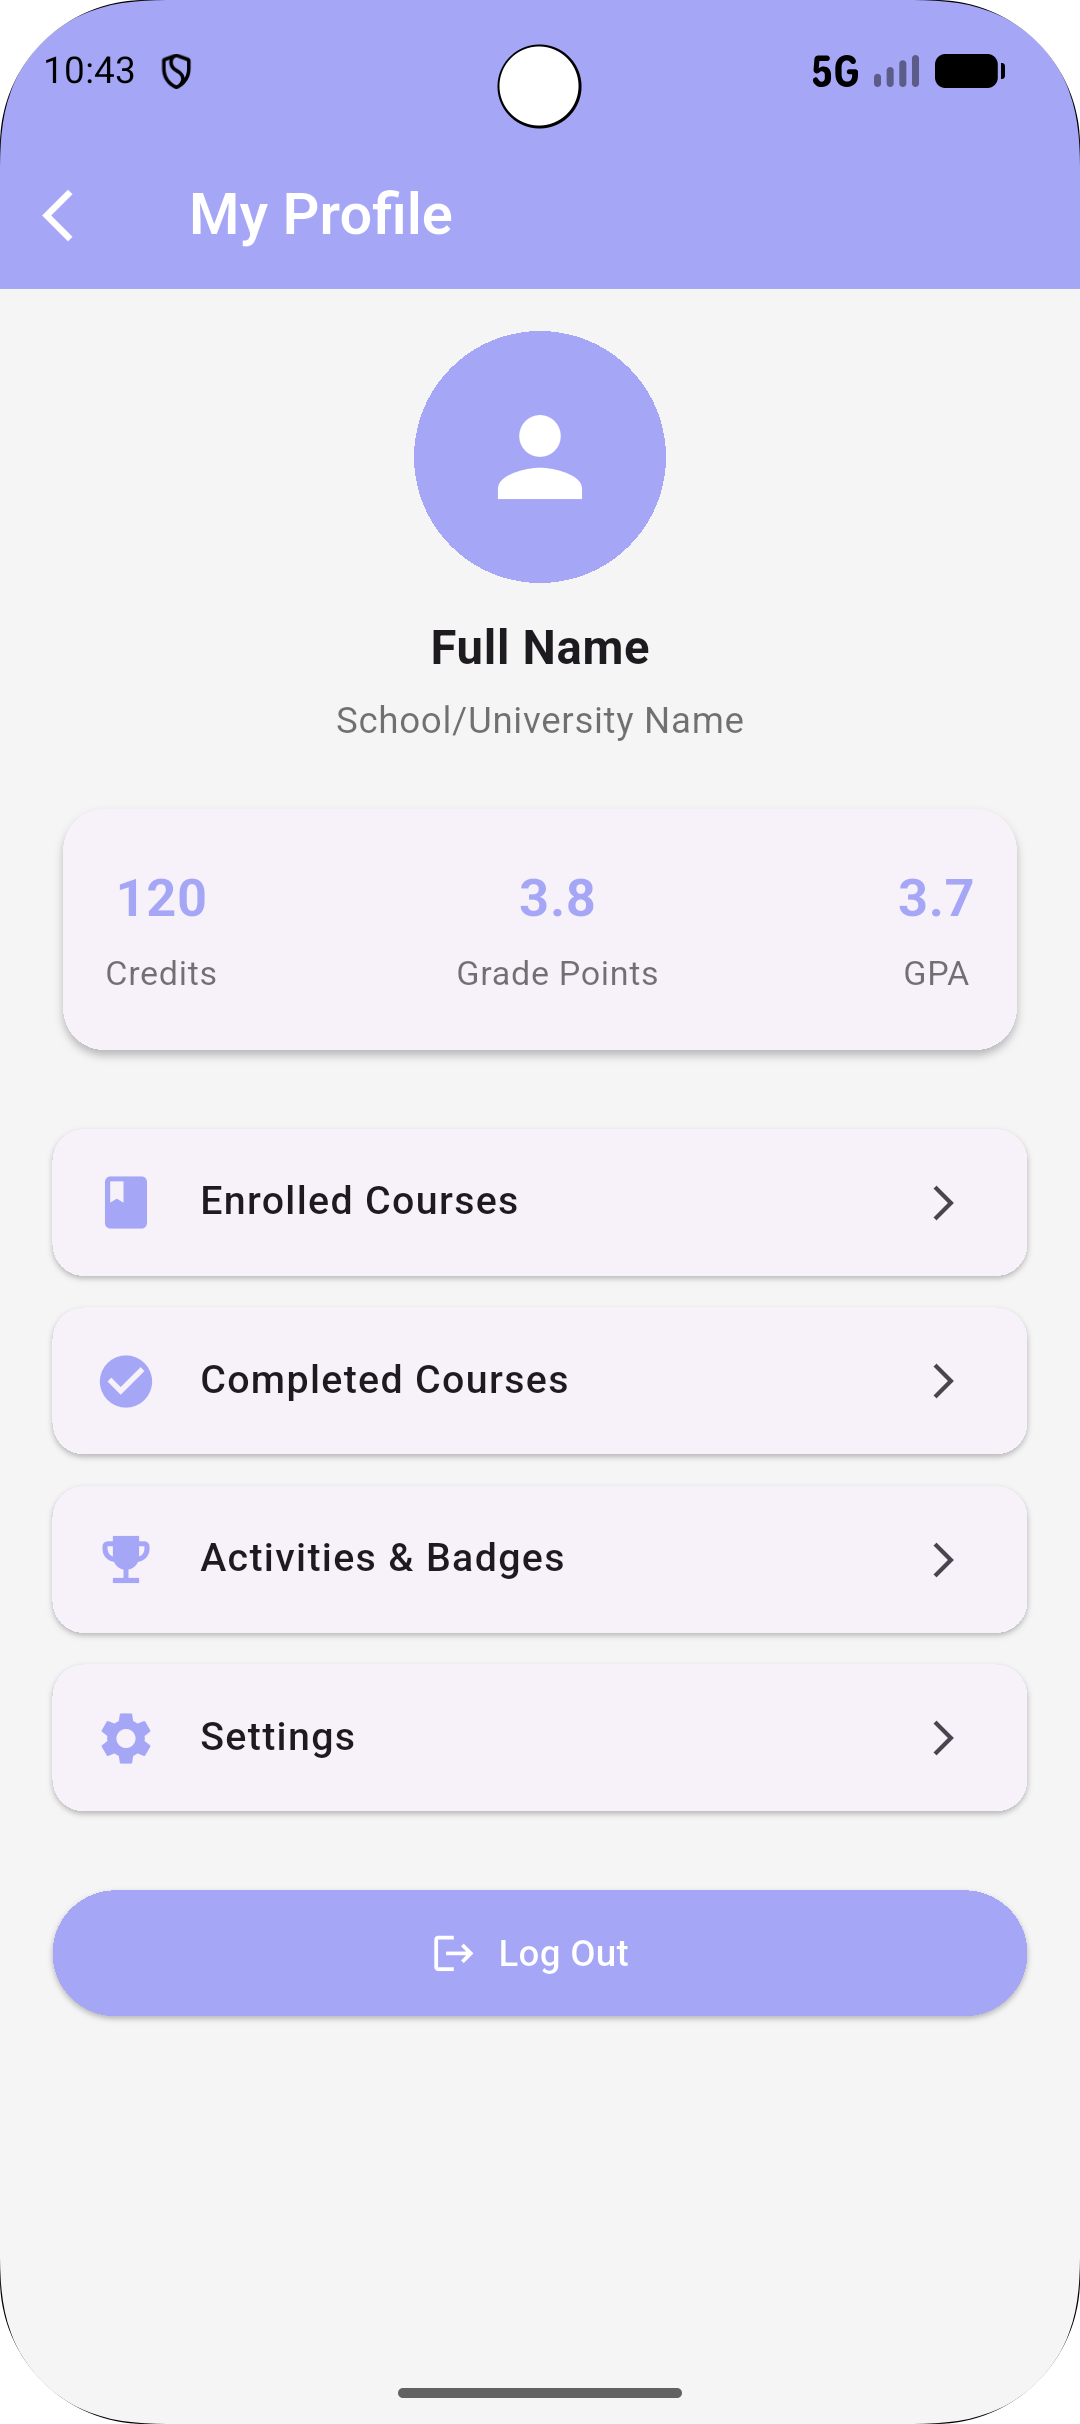 10:43
5G
My Profile
Full Name
School/University Name
120 3.8 3.7
Credits Grade Points GPA
Enrolled Courses
Completed Courses
Activities & Badges
Settings
Log Out